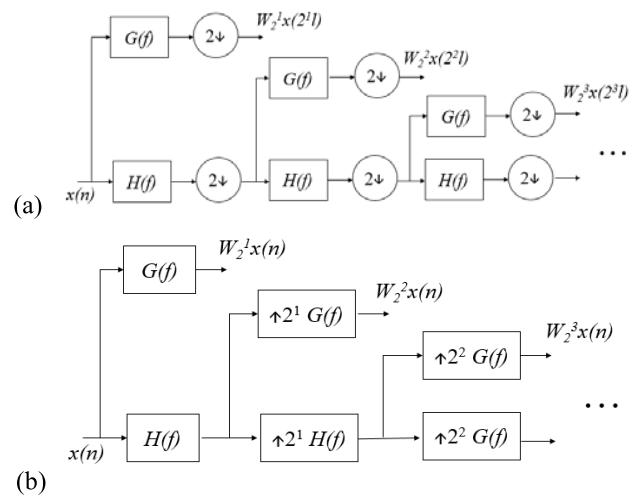 W₂¹x(2¹l)
G(f) 2↓
W₂²x(2²l)
G(f) 2↓
W₂³x(2³l)
G(f) 2↓
...
H(f) 2↓ H(f) 2↓ H(f) 2↓
x(n)
(a)
W₂¹x(n)
G(f)
W₂²x(n)
↑2¹ G(f)
W₂³x(n)
↑2² G(f)
...
H(f) ↑2¹ H(f) ↑2² G(f)
x(n)
(b)